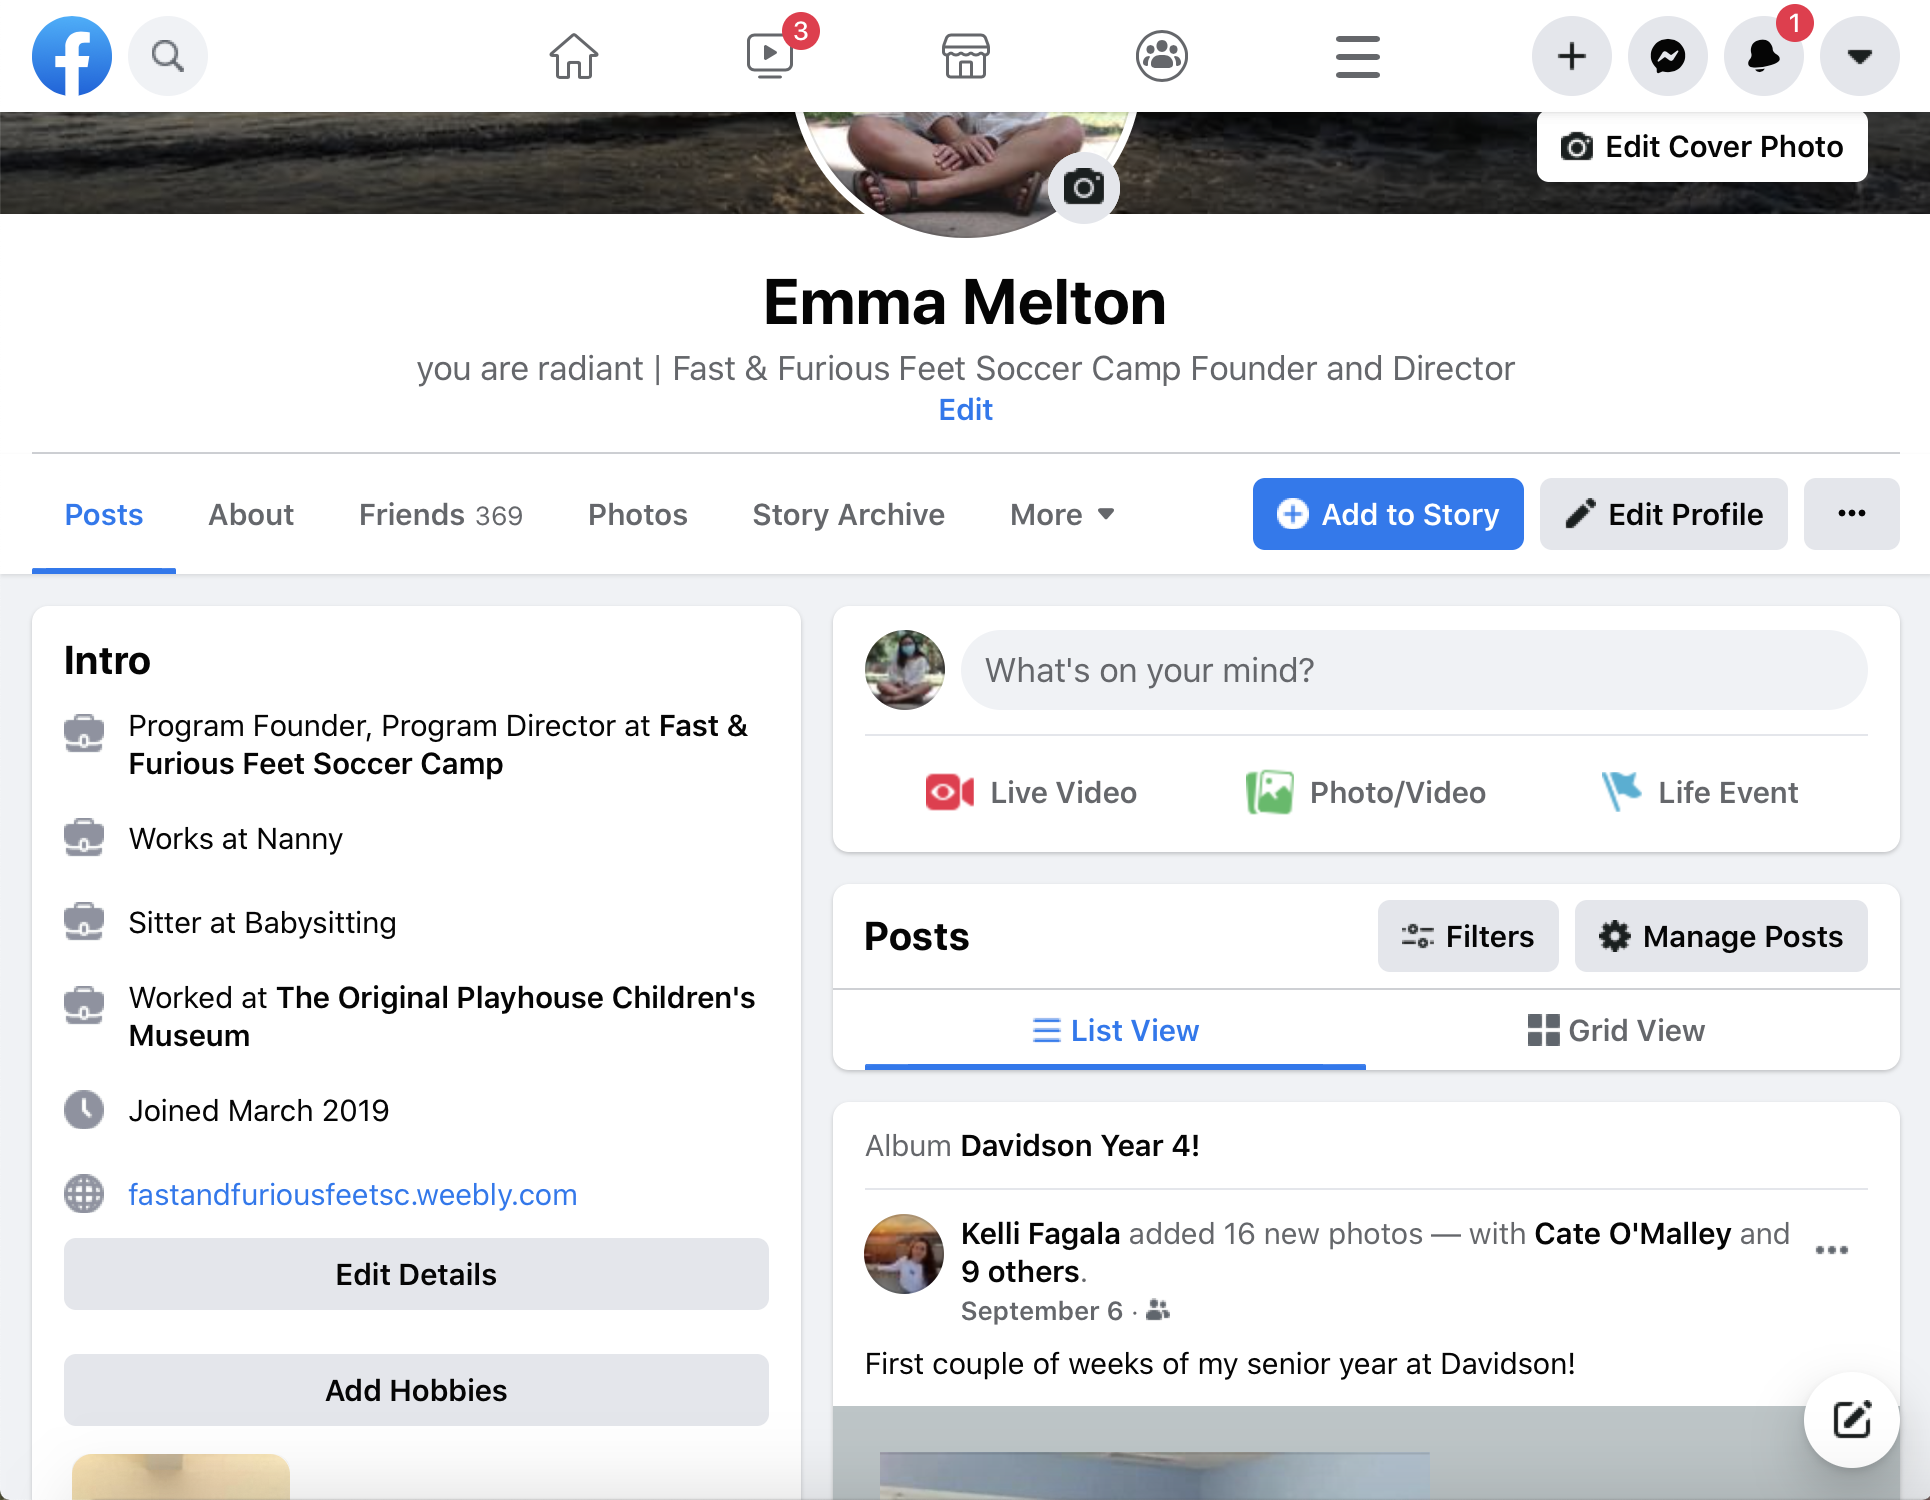 3
1
Edit Cover Photo
Emma Melton
you are radiant | Fast & Furious Feet Soccer Camp Founder and Director
Edit
Posts
About
Friends 369
Photos
Story Archive
More
Add to Story
Edit Profile
Intro
Program Founder, Program Director at Fast &
Furious Feet Soccer Camp
Works at Nanny
Sitter at Babysitting
Worked at The Original Playhouse Children's
Museum
Joined March 2019
fastandfuriousfeetsc.weebly.com
Edit Details
Add Hobbies
What's on your mind?
Live Video
Photo/Video
Life Event
Posts
Filters
Manage Posts
List View
Grid View
Album Davidson Year 4!
Kelli Fagala added 16 new photos — with Cate O'Malley and
9 others.
September 6 ·
First couple of weeks of my senior year at Davidson!